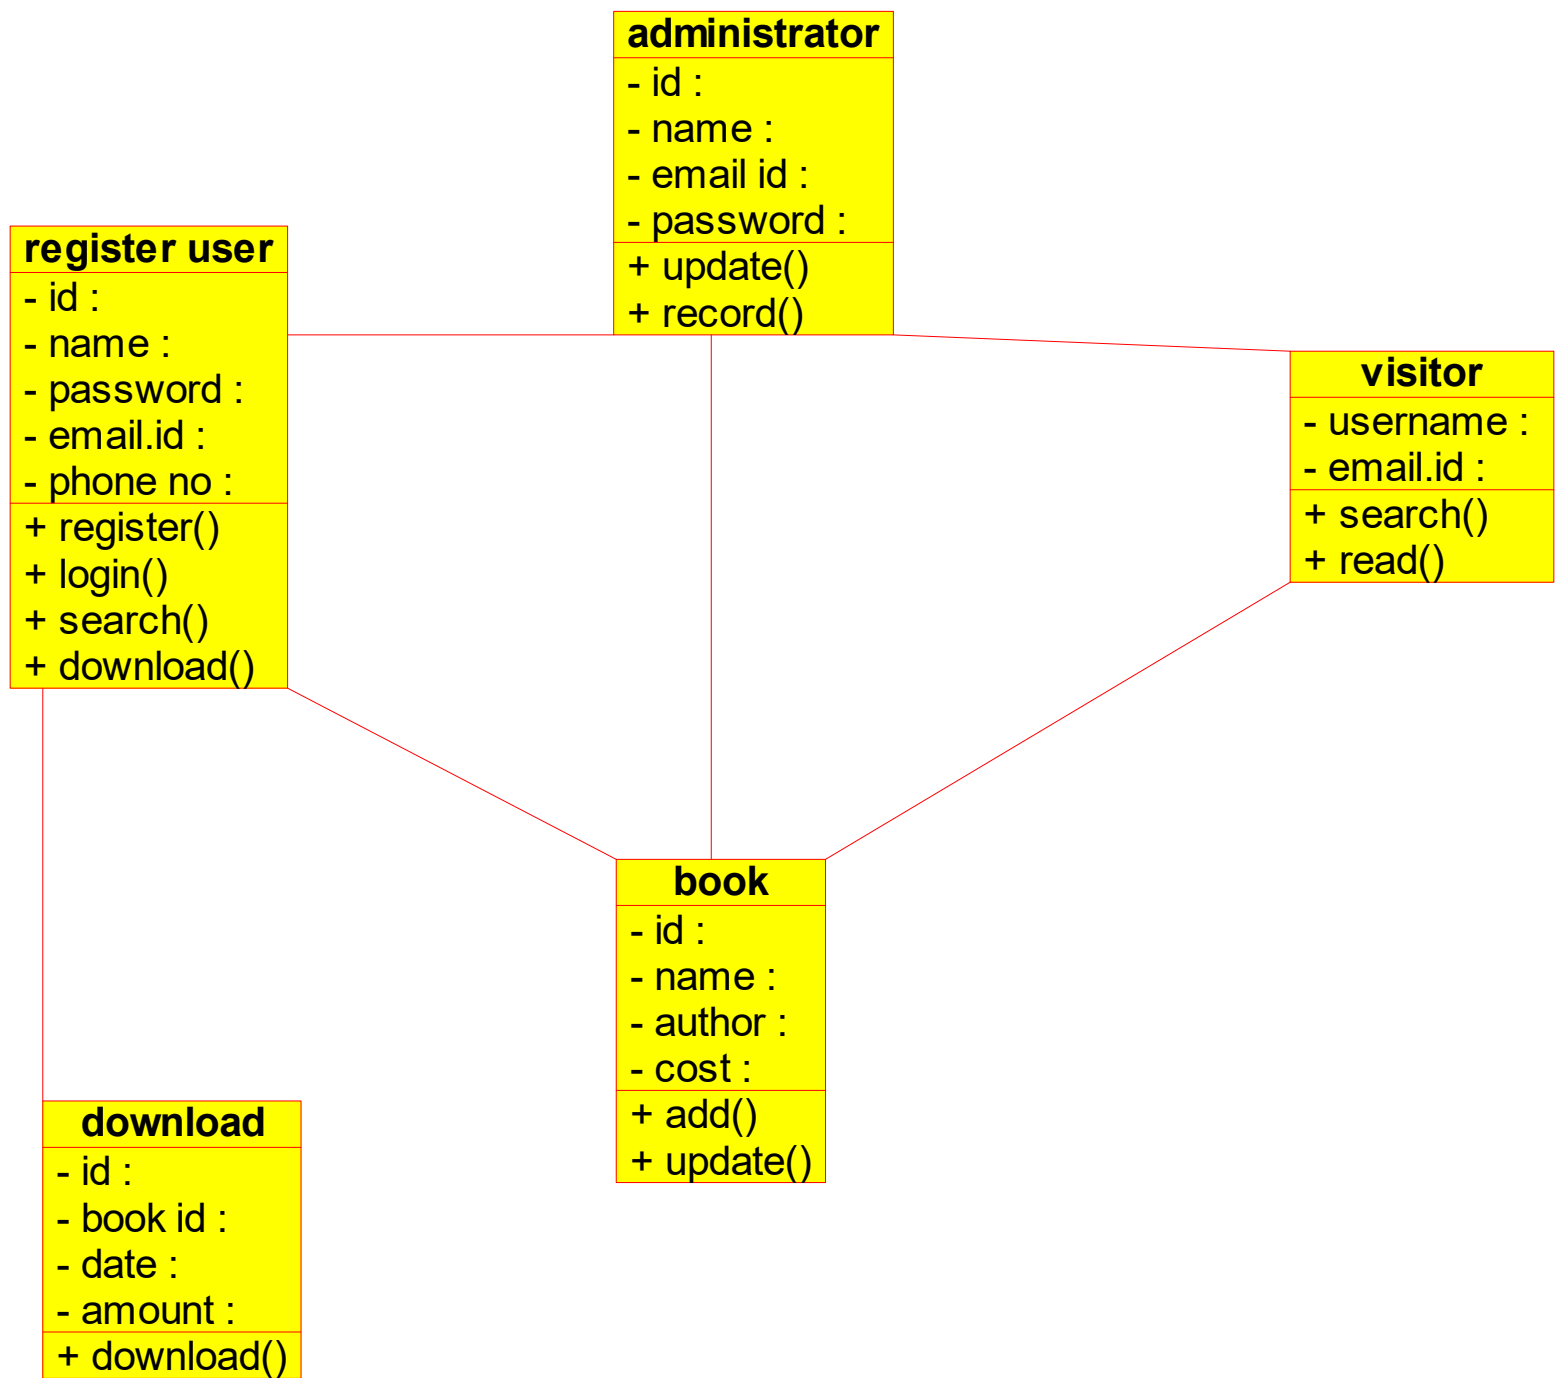 administrator
- id :
- name :
- email id :
- password :
+ update()
+ record()
register user
- id :
- name :
- password :
- email.id :
- phone no :
+ register()
+ login()
+ search()
+ download()
visitor
- username :
- email.id :
+ search()
+ read()
book
- id :
- name :
- author :
- cost :
+ add()
+ update()
download
- id :
- book id :
- date :
- amount :
+ download()